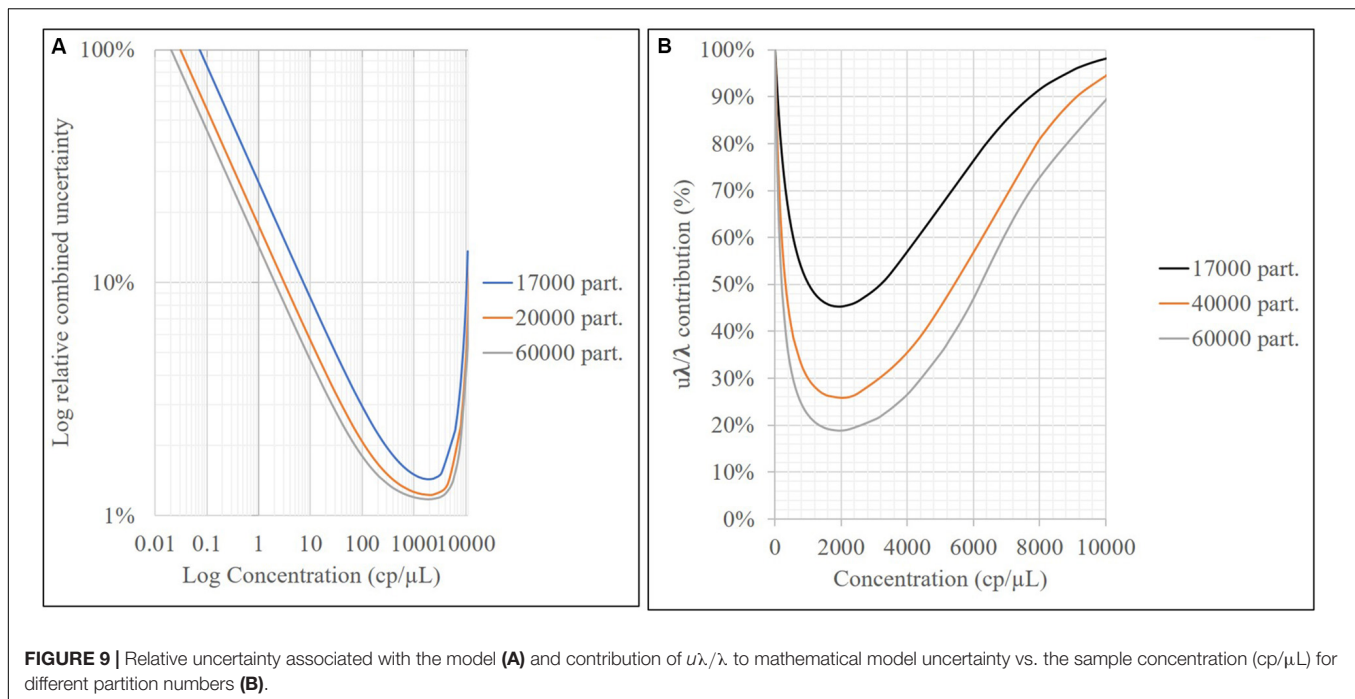 A
100%
10%
1%
Log relative combined uncertainty
0.01 0.1 1 10 100 1000 10000
Log Concentration (cp/µL)
17000 part.
20000 part.
60000 part.
B
100%
90%
80%
70%
60%
50%
40%
30%
20%
10%
0%
uλ/λ contribution (%)
0 2000 4000 6000 8000 10000
Concentration (cp/µL)
17000 part.
40000 part.
60000 part.
FIGURE 9 | Relative uncertainty associated with the model (A) and contribution of uλ/λ to mathematical model uncertainty vs. the sample concentration (cp/μL) for
different partition numbers (B).